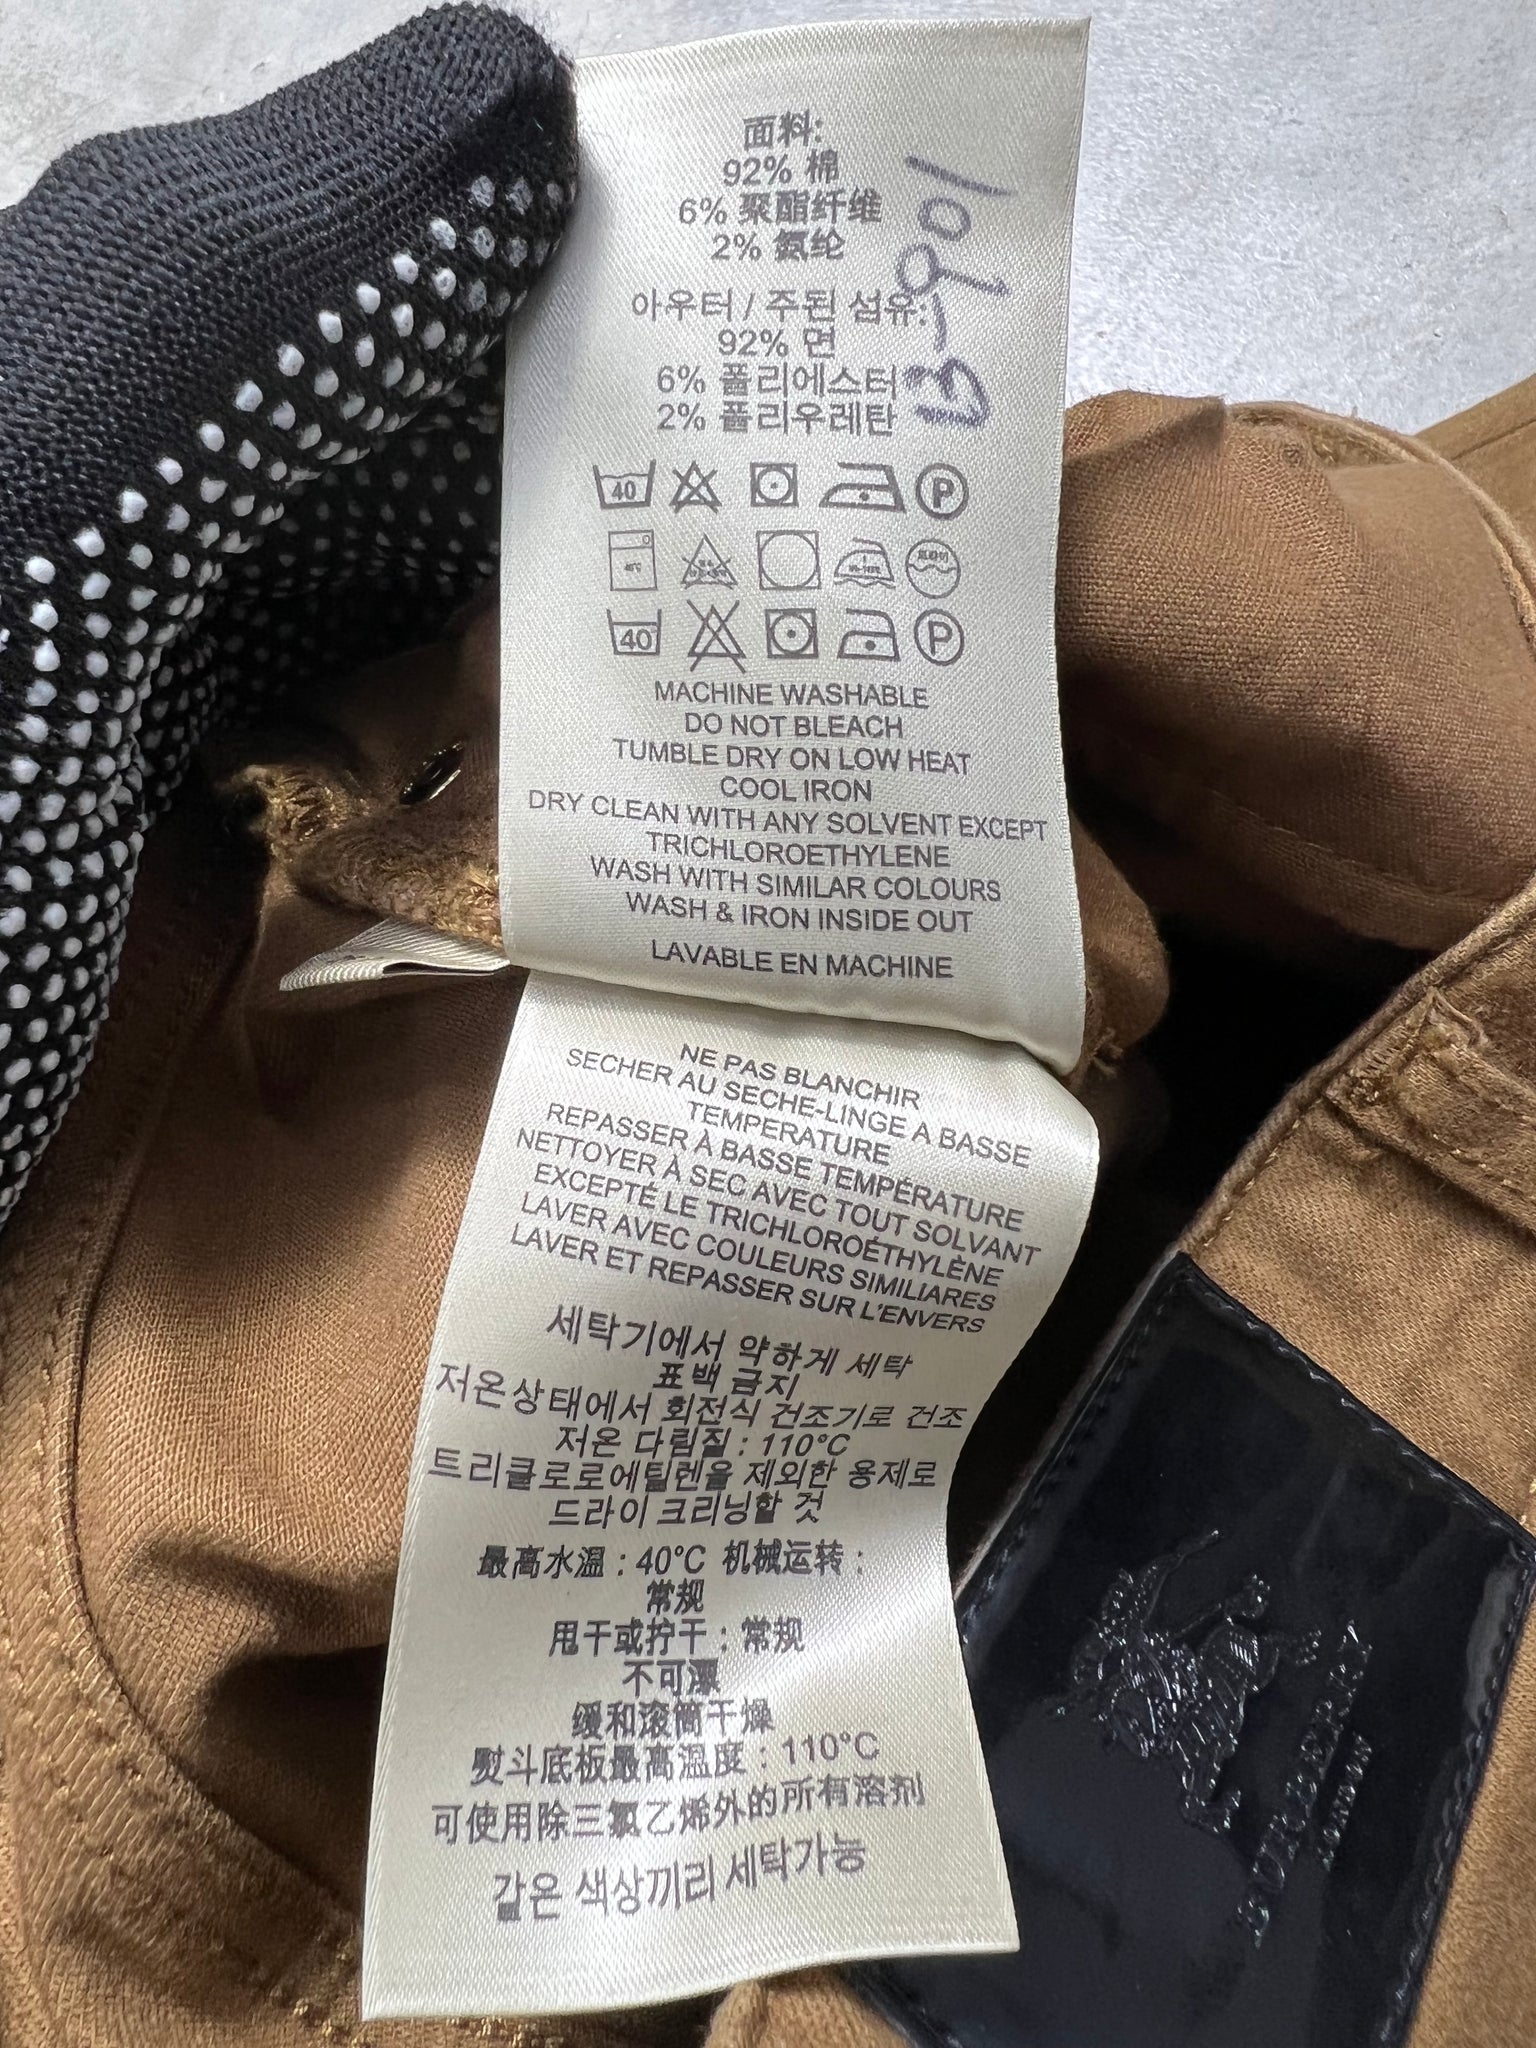 面料:
92% 棉
6% 聚酯纤维
2% 氨纶
아우터 / 주된 섬유:
92% 면
6% 폴리에스터
2% 폴리우레탄
40
P
40℃
40
P
MACHINE WASHABLE
DO NOT BLEACH
TUMBLE DRY ON LOW HEAT
COOL IRON
DRY CLEAN WITH ANY SOLVENT EXCEPT
TRICHLOROETHYLENE
WASH WITH SIMILAR COLOURS
WASH & IRON INSIDE OUT
LAVABLE EN MACHINE
NE PAS BLANCHIR
SECHER AU SECHE-LINGE A BASSE
TEMPERATURE
REPASSER À BASSE TEMPÉRATURE
NETTOYER À SEC AVEC TOUT SOLVANT
EXCEPTÉ LE TRICHLOROÉTHYLÈNE
LAVER AVEC COULEURS SIMILIARES
LAVER ET REPASSER SUR L'ENVERS
세탁기에서 약하게 세탁
표백 금지
저온상태에서 회전식 건조기로 건조
저온 다림질 : 110°C
트리클로로에틸렌을 제외한 용제로
드라이 크리닝할 것
最高水温 : 40°C 机械运转 :
常规
甩干或拧干 : 常规
不可漂
缓和滚筒干燥
熨斗底板最高温度 : 110°C
可使用除三氯乙烯外的所有溶剂
같은 색상끼리 세탁가능
BURBERRY
LONDON